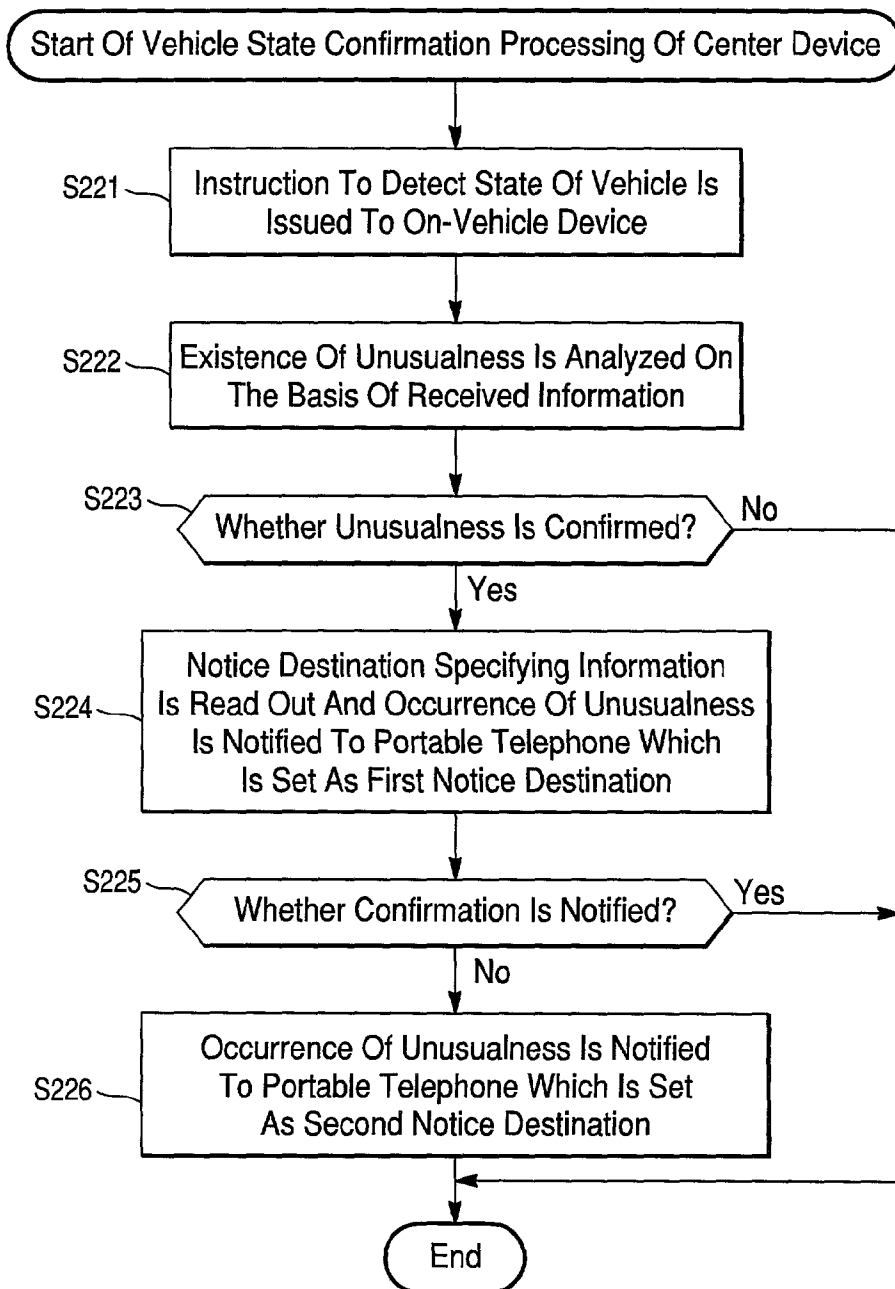 Start Of Vehicle State Confirmation Processing Of Center Device
S221
Instruction To Detect State Of Vehicle Is
Issued To On-Vehicle Device
S222
Existence Of Unusualness Is Analyzed On
The Basis Of Received Information
S223
Whether Unusualness Is Confirmed?
No
Yes
S224
Notice Destination Specifying Information
Is Read Out And Occurrence Of Unusualness
Is Notified To Portable Telephone Which
Is Set As First Notice Destination
S225
Whether Confirmation Is Notified?
Yes
No
S226
Occurrence Of Unusualness Is Notified
To Portable Telephone Which Is Set
As Second Notice Destination
End